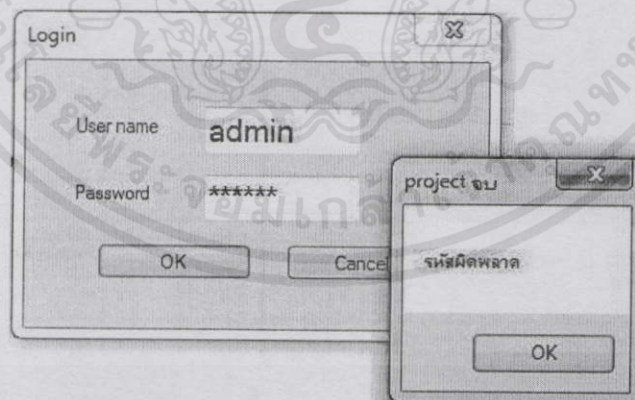 Login
User name
admin
Password
******
OK
Cancel
project จบ
รหัสผิดพลาด
OK